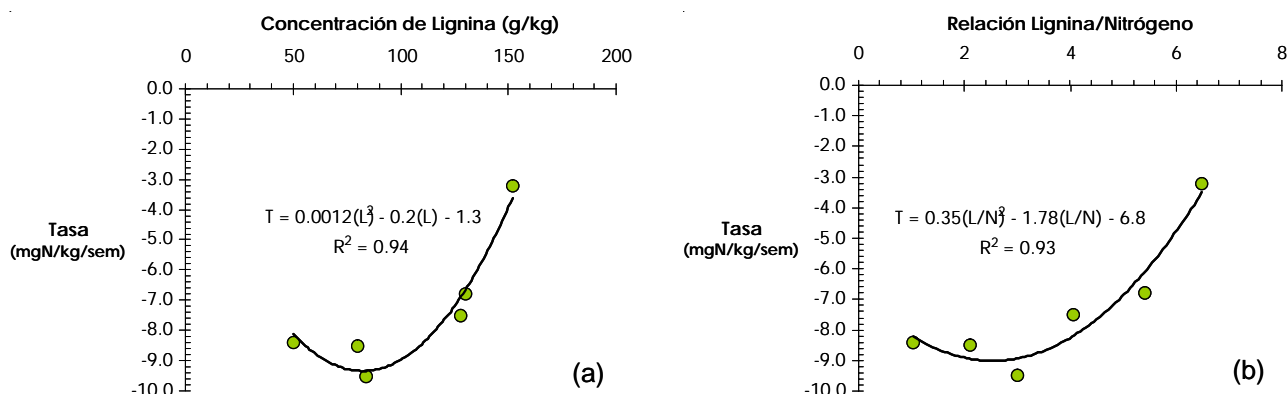 Concentración de Lignina (g/kg)
0 50 100 150 200
0.0
-1.0
-2.0
-3.0
-4.0
-5.0
-6.0
-7.0
-8.0
-9.0
-10.0
Tasa
(mgN/kg/sem)
T = 0.0012(L)² - 0.2(L) - 1.3
R² = 0.94
(a)
Relación Lignina/Nitrógeno
0 2 4 6 8
0.0
-1.0
-2.0
-3.0
-4.0
-5.0
-6.0
-7.0
-8.0
-9.0
-10.0
Tasa
(mgN/kg/sem)
T = 0.35(L/N)² - 1.78(L/N) - 6.8
R² = 0.93
(b)